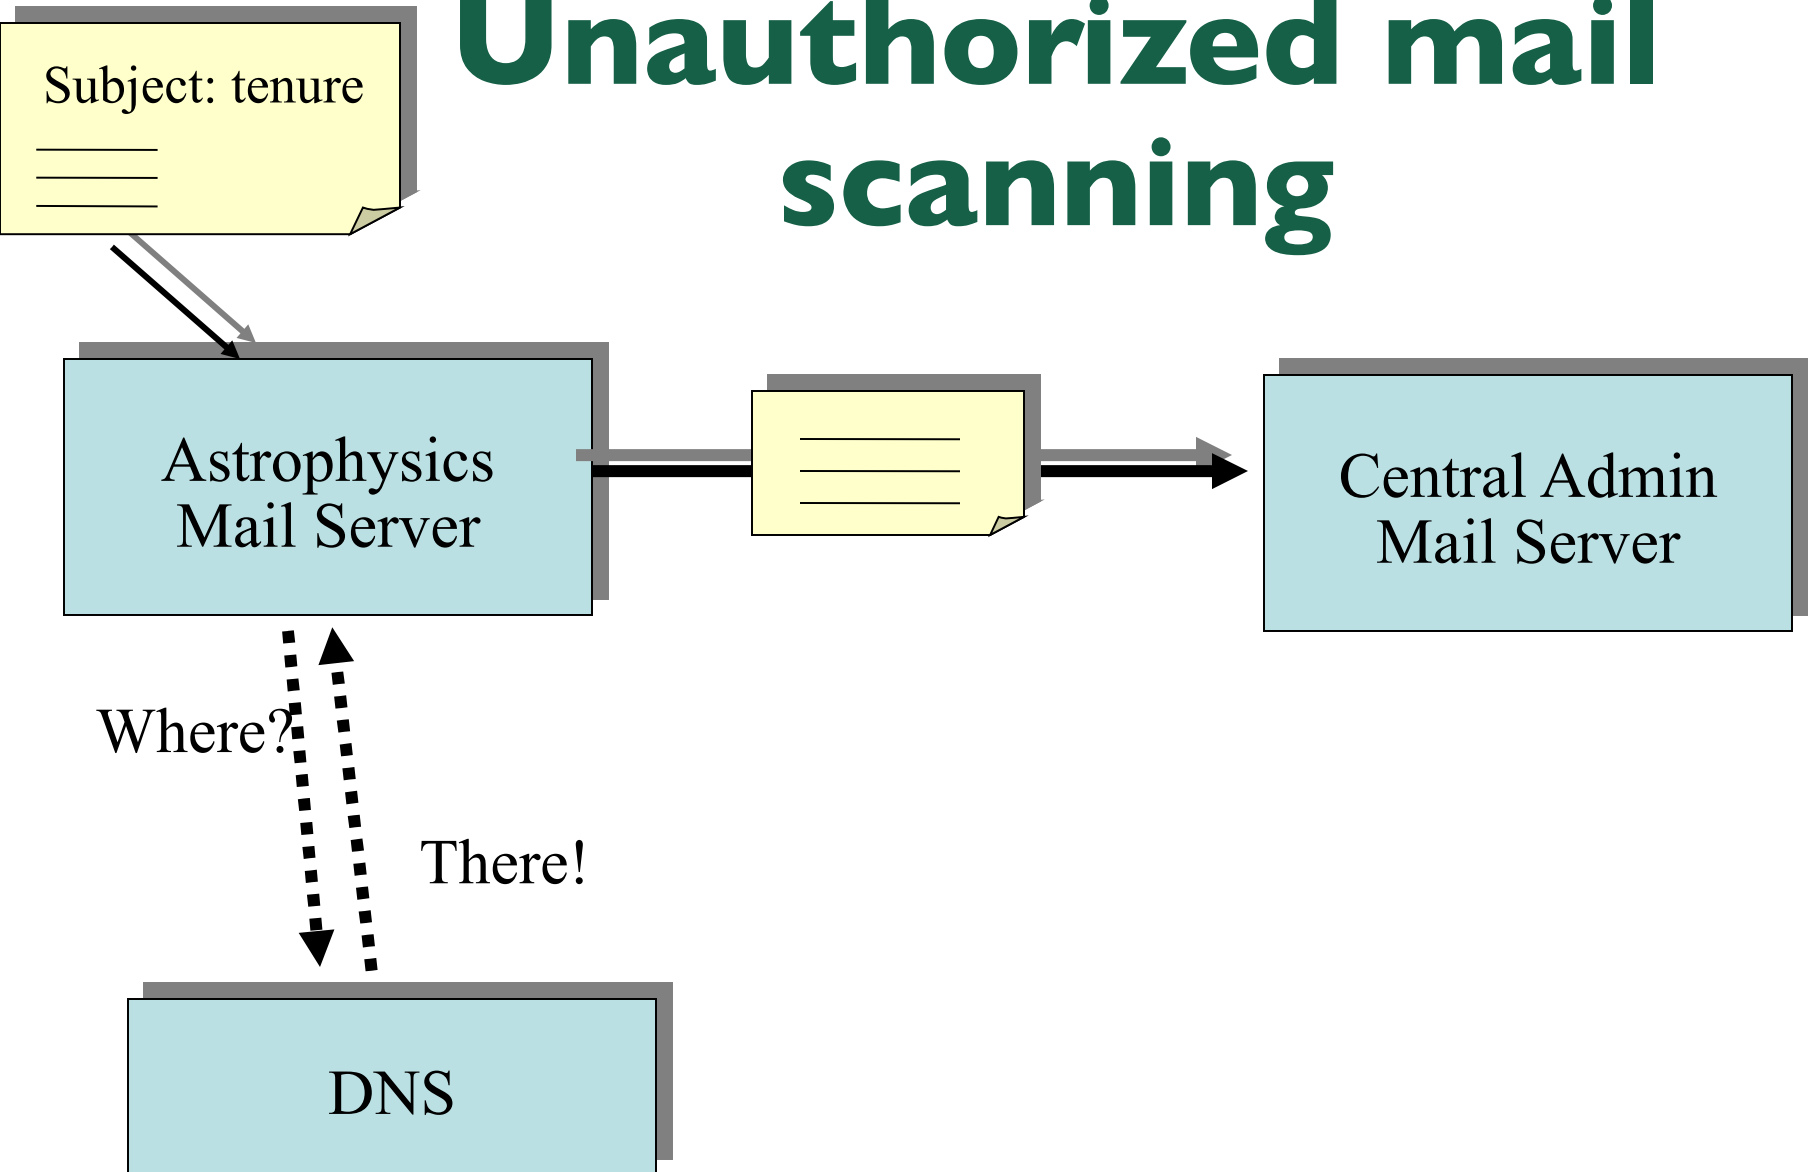 Unauthorized mail
scanning
Subject: tenure
Astrophysics
Mail Server
Central Admin
Mail Server
Where?
There!
DNS